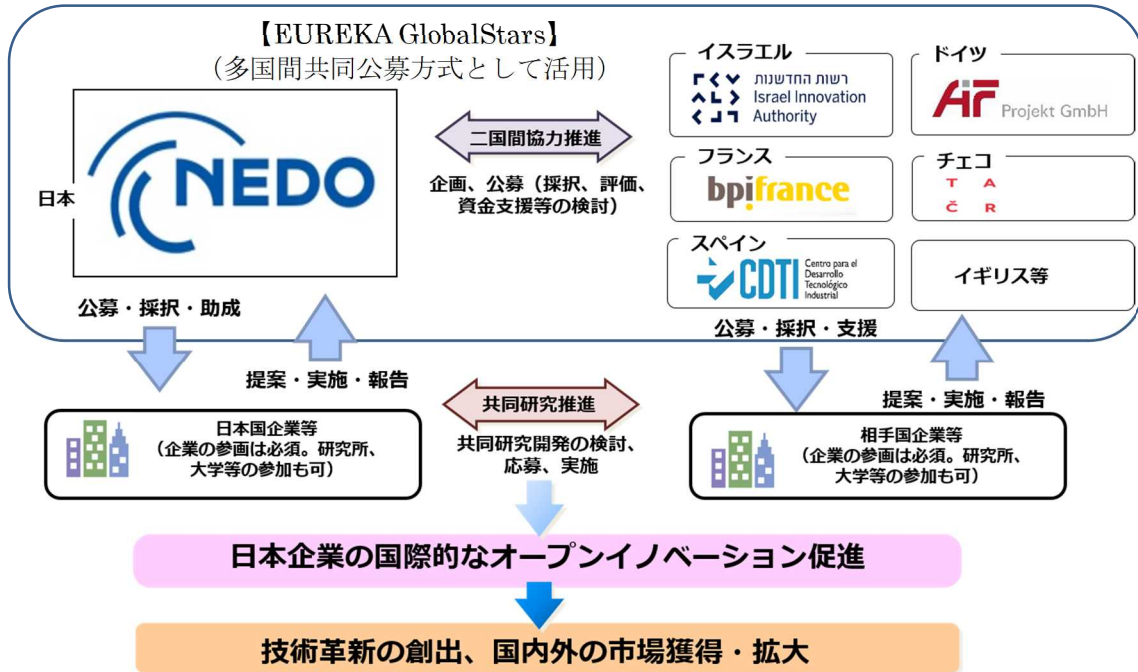 【EUREKA GlobalStars】
（多国間共同公募方式として活用）
日本
NEDO
二国間協力推進
企画、公募（採択、評価、
資金支援等の検討）
イスラエル
רשות החדשנות
Israel Innovation
Authority
ドイツ
AiF Projekt GmbH
フランス
bpifrance
チェコ
T A
Č R
スペイン
CDTI
Centro para el
Desarrollo
Tecnológico
Industrial
イギリス等
公募・採択・助成
提案・実施・報告
公募・採択・支援
提案・実施・報告
日本国企業等
（企業の参画は必須。研究所、
大学等の参加も可）
共同研究推進
共同研究開発の検討、
応募、実施
相手国企業等
（企業の参画は必須。研究所、
大学等の参加も可）
日本企業の国際的なオープンイノベーション促進
技術革新の創出、国内外の市場獲得・拡大